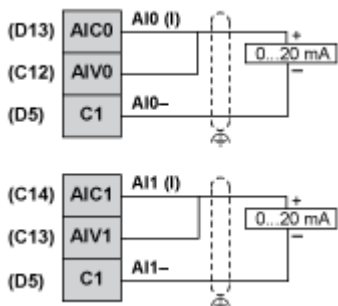 (D13) AIC0 AI0 (I) +
0...20 mA
(C12) AIV0 –
(D5) C1 AI0–
(C14) AIC1 AI1 (I) +
0...20 mA
(C13) AIV1 –
(D5) C1 AI1–